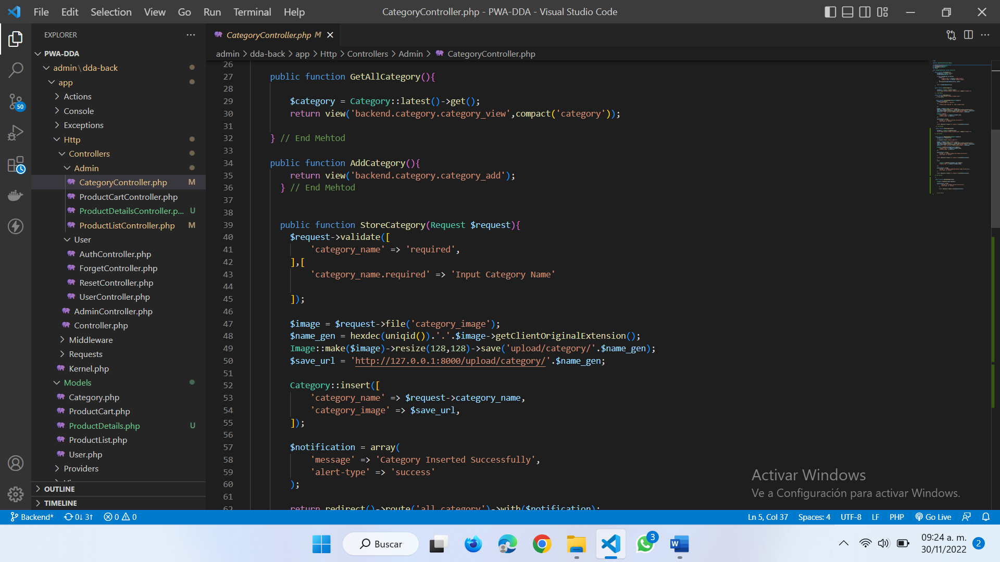 File Edit Selection View Go Run Terminal Help
CategoryController.php - PWA-DDA - Visual Studio Code
EXPLORER
PWA-DDA
admin\dda-back
app
Actions
Console
Exceptions
Http
Controllers
Admin
CategoryController.php M
ProductCartController.php
ProductDetailsController.p... U
ProductListController.php M
User
AuthController.php
ForgetController.php
ResetController.php
UserController.php
AdminController.php
Controller.php
Middleware
Requests
Kernel.php
Models
Category.php
ProductCart.php
ProductDetails.php U
ProductList.php
User.php
Providers
OUTLINE
TIMELINE
50
CategoryController.php M
admin > dda-back > app > Http > Controllers > Admin > CategoryController.php
26
27 public function GetAllCategory(){
28
29 $category = Category::latest()->get();
30 return view('backend.category.category_view',compact('category'));
31
32 } // End Mehtod
33
34 public function AddCategory(){
35 return view('backend.category.category_add');
36 } // End Mehtod
37
38
39 public function StoreCategory(Request $request){
40 $request->validate([
41 'category_name' => 'required',
42 ],[
43 'category_name.required' => 'Input Category Name'
44
45 ]);
46
47 $image = $request->file('category_image');
48 $name_gen = hexdec(uniqid()).'.'.$image->getClientOriginalExtension();
49 Image::make($image)->resize(128,128)->save('upload/category/'.$name_gen);
50 $save_url = 'http://127.0.0.1:8000/upload/category/'.$name_gen;
51
52 Category::insert([
53 'category_name' => $request->category_name,
54 'category_image' => $save_url,
55 ]);
56
57 $notification = array(
58 'message' => 'Category Inserted Successfully',
59 'alert-type' => 'success'
60 );
61
62 return redirect()->route('all.category')->with($notification);
Activar Windows
Ve a Configuración para activar Windows.
Backend* 0↓ 3↑ 0 0
Ln 5, Col 37 Spaces: 4 UTF-8 LF PHP Go Live
Buscar
3
09:24 a. m.
30/11/2022
2